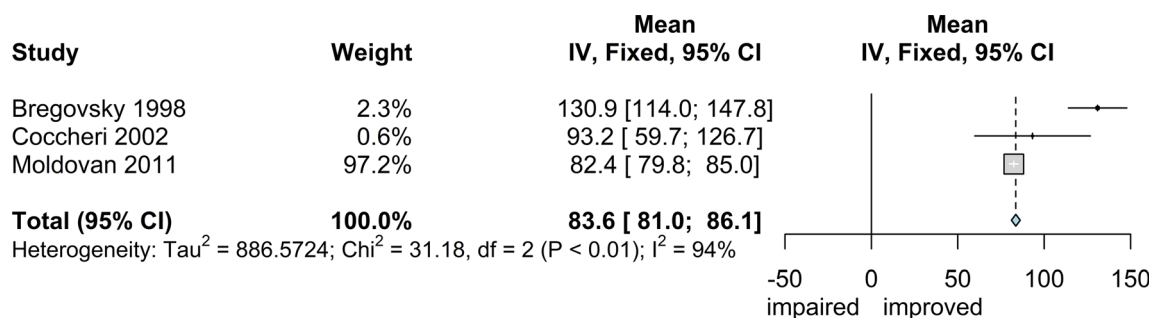 Mean Mean
Study Weight IV, Fixed, 95% CI IV, Fixed, 95% CI
Bregovsky 1998 2.3% 130.9 [114.0; 147.8]
Coccheri 2002 0.6% 93.2 [ 59.7; 126.7]
Moldovan 2011 97.2% 82.4 [ 79.8; 85.0]
Total (95% CI) 100.0% 83.6 [ 81.0; 86.1]
Heterogeneity: Tau² = 886.5724; Chi² = 31.18, df = 2 (P < 0.01); I² = 94%
-50 0 50 100 150
impaired improved